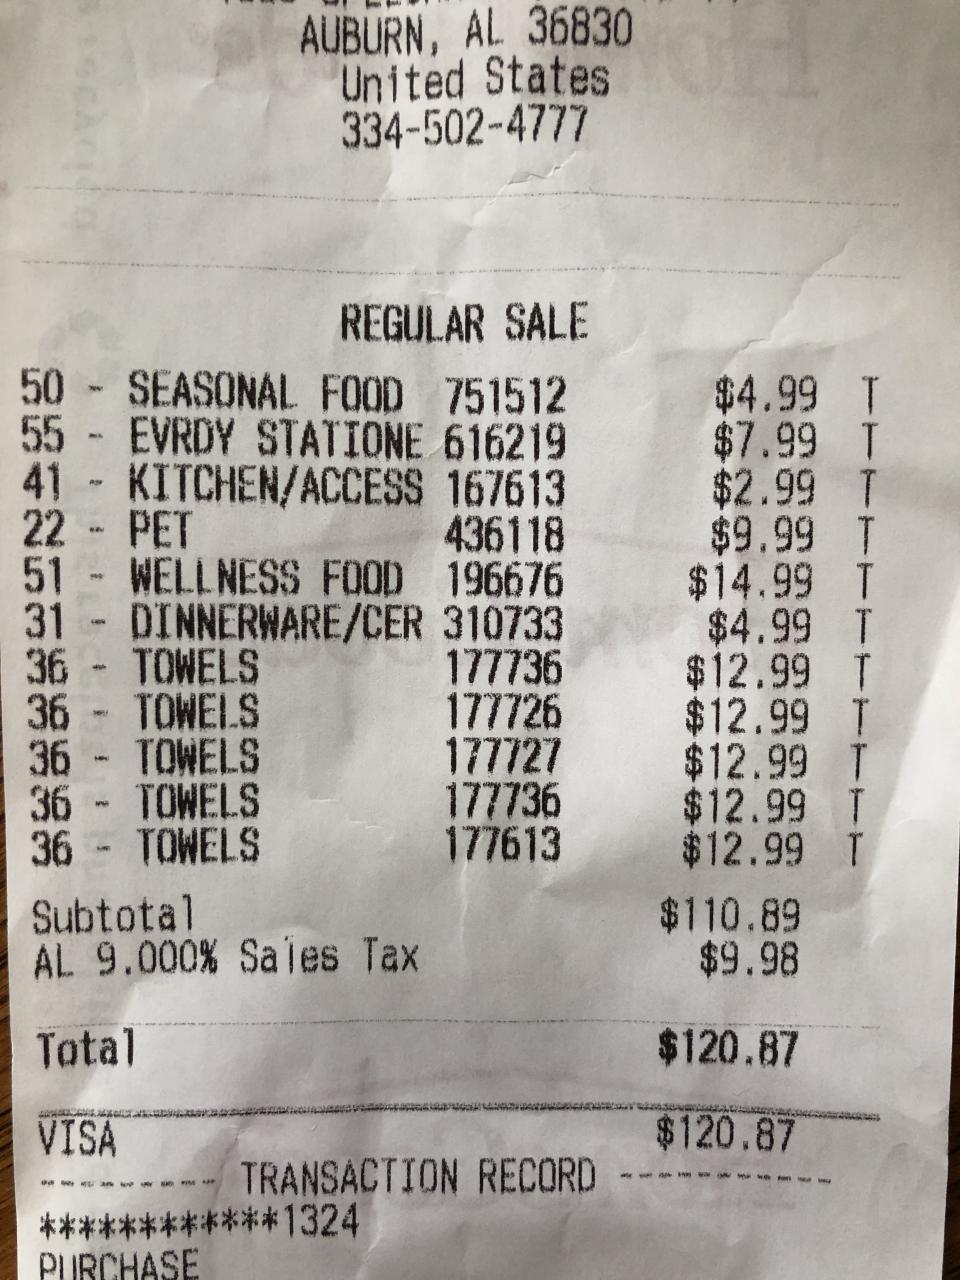 AUBURN, AL 36830
United States
334-502-4777
REGULAR SALE
50 - SEASONAL FOOD 751512 $4.99 T
55 - EVRDY STATIONE 616219 $7.99 T
41 - KITCHEN/ACCESS 167613 $2.99 T
22 - PET 436118 $9.99 T
51 - WELLNESS FOOD 196676 $14.99 T
31 - DINNERWARE/CER 310733 $4.99 T
36 - TOWELS 177736 $12.99 T
36 - TOWELS 177726 $12.99 T
36 - TOWELS 177727 $12.99 T
36 - TOWELS 177736 $12.99 T
36 - TOWELS 177613 $12.99 T
Subtotal $110.89
AL 9.000% Sales Tax $9.98
Total $120.87
VISA $120.87
--------- TRANSACTION RECORD -----------
************1324
PURCHASE